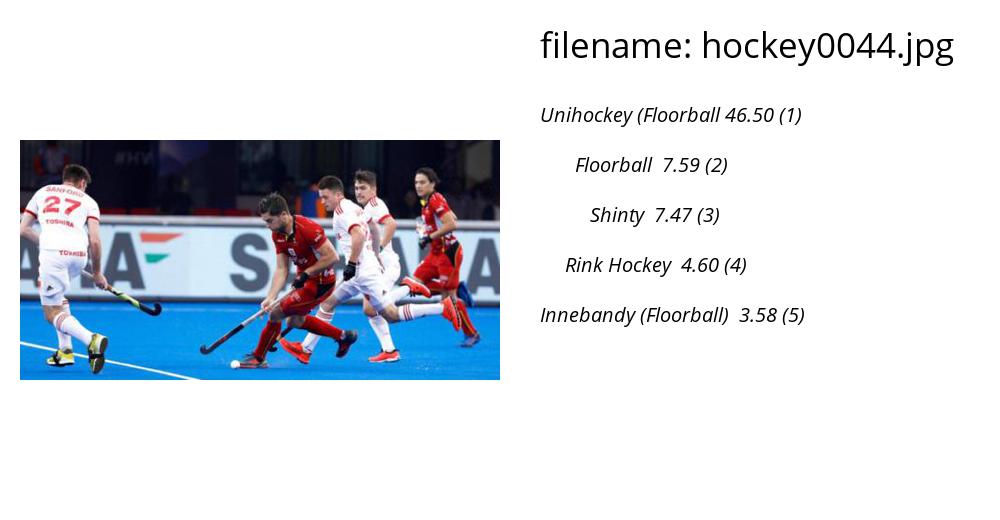 filename: hockey0044.jpg
Unihockey (Floorball 46.50 (1)
Floorball 7.59 (2)
Shinty 7.47 (3)
Rink Hockey 4.60 (4)
Innebandy (Floorball) 3.58 (5)
SANFORD
27
TOSHIBA
TOSHIBA